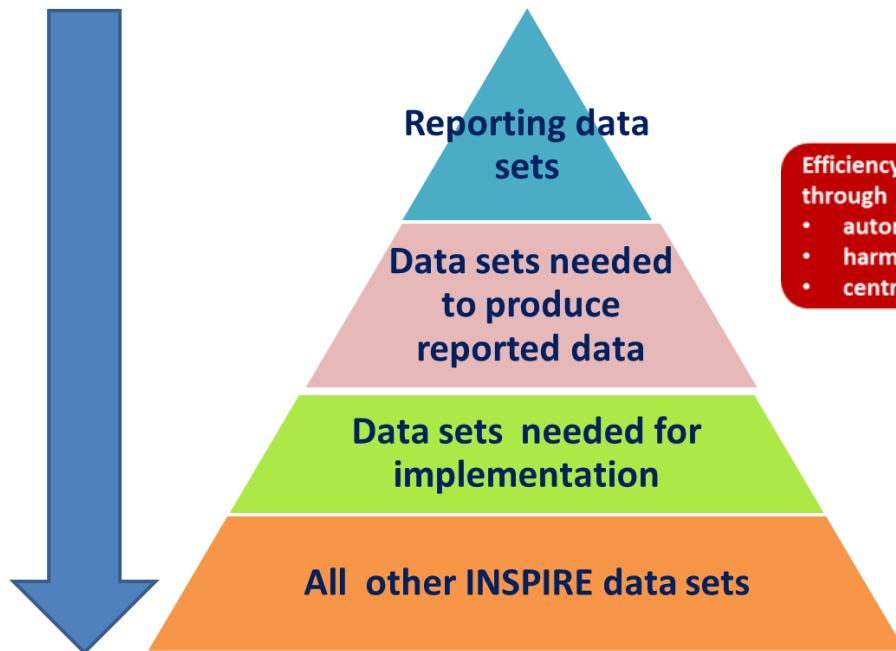 Reporting data
sets
Data sets needed
to produce
reported data
Data sets needed for
implementation
All other INSPIRE data sets
Efficiency
through